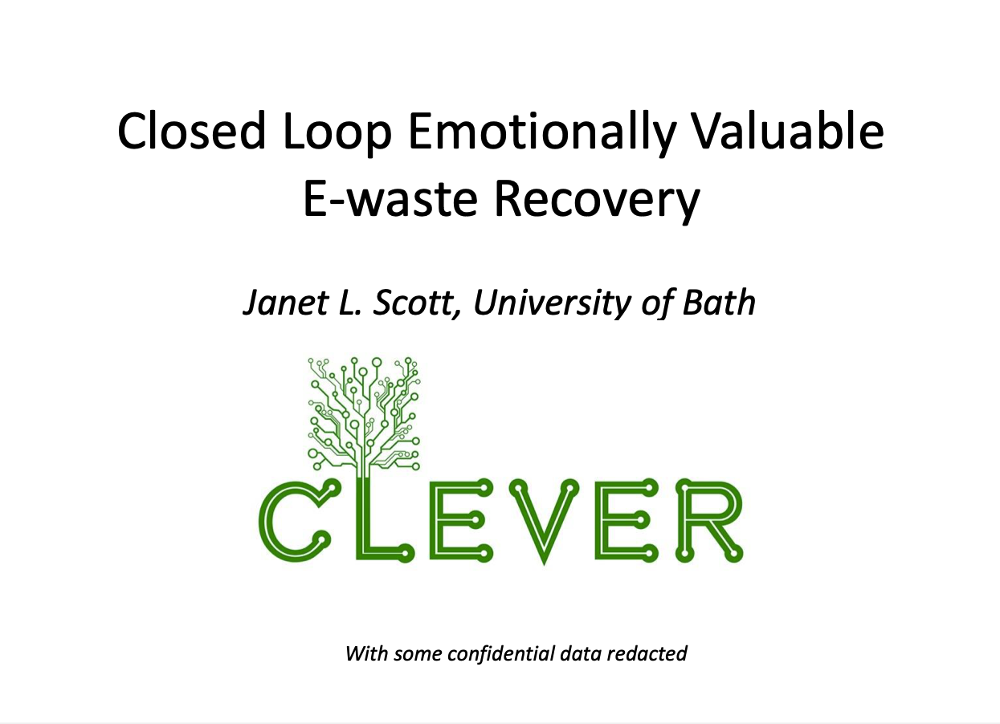 Closed Loop Emotionally Valuable
E-waste Recovery
Janet L. Scott, University of Bath
CLEVER
With some confidential data redacted